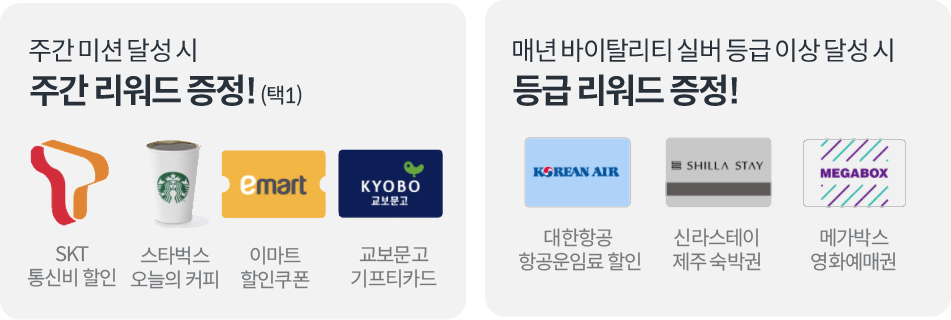 주간 미션 달성 시
주간 리워드 증정! (택1)
emart
KYOBO
교보문고
SKT
통신비 할인
스타벅스
오늘의 커피
이마트
할인쿠폰
교보문고
기프티카드
매년 바이탈리티 실버 등급 이상 달성 시
등급 리워드 증정!
KOREAN AIR
SHILLA STAY
MEGABOX
대한항공
항공운임료 할인
신라스테이
제주 숙박권
메가박스
영화예매권